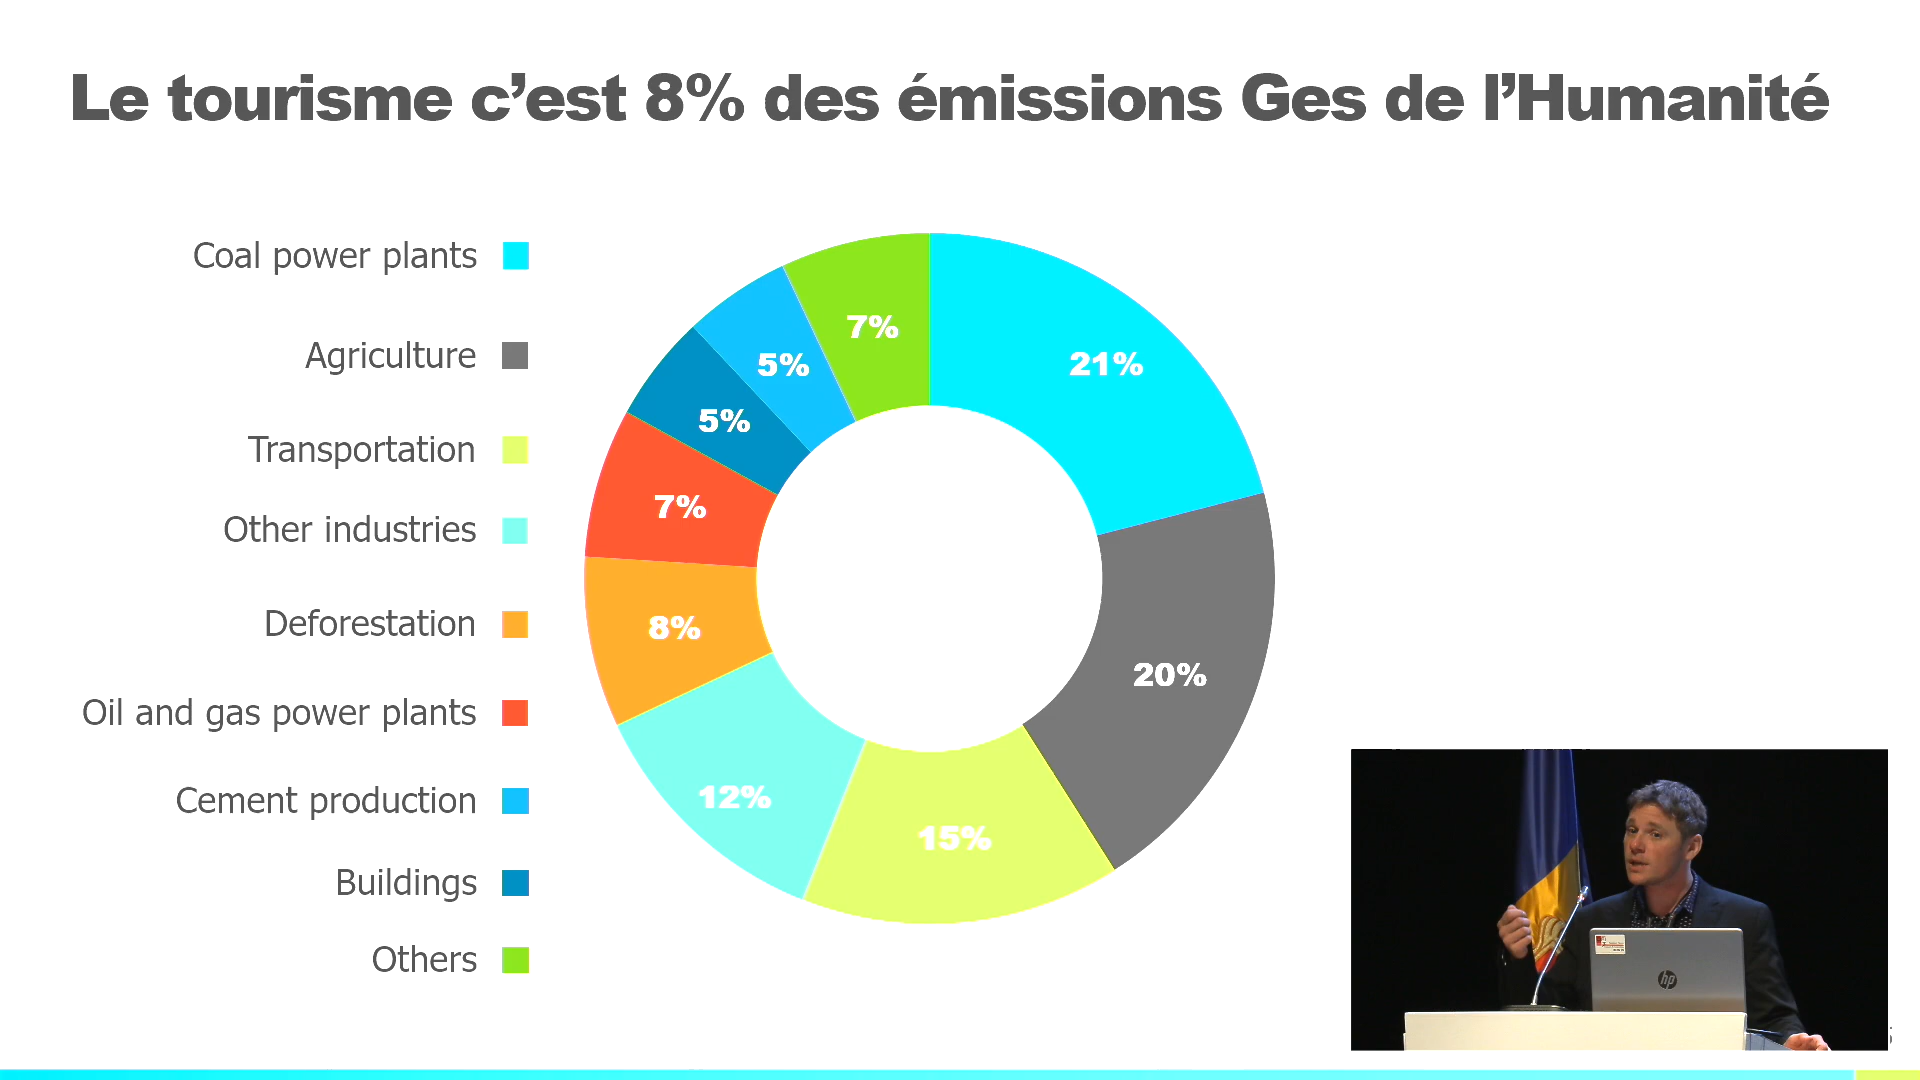 Le tourisme c’est 8% des émissions Ges de l’Humanité
Coal power plants
Agriculture
Transportation
Other industries
Deforestation
Oil and gas power plants
Cement production
Buildings
Others
21%
20%
15%
12%
8%
7%
5%
5%
7%
hp